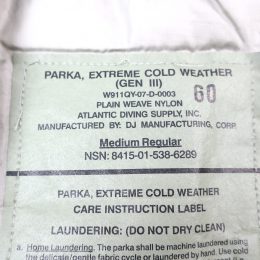 PARKA, EXTREME COLD WEATHER
(GEN III)
W911QY-07-D-0003
60
PLAIN WEAVE NYLON
ATLANTIC DIVING SUPPLY, INC.
MANUFACTURED BY: DJ MANUFACTURING, CORP.
Medium Regular
NSN: 8415-01-538-6289
PARKA, EXTREME COLD WEATHER
CARE INSTRUCTION LABEL
LAUNDERING: (DO NOT DRY CLEAN)
a. Home Laundering. The parka shall be machine laundered using
the delicate/gentle fabric cycle or laundered by hand. Use cold